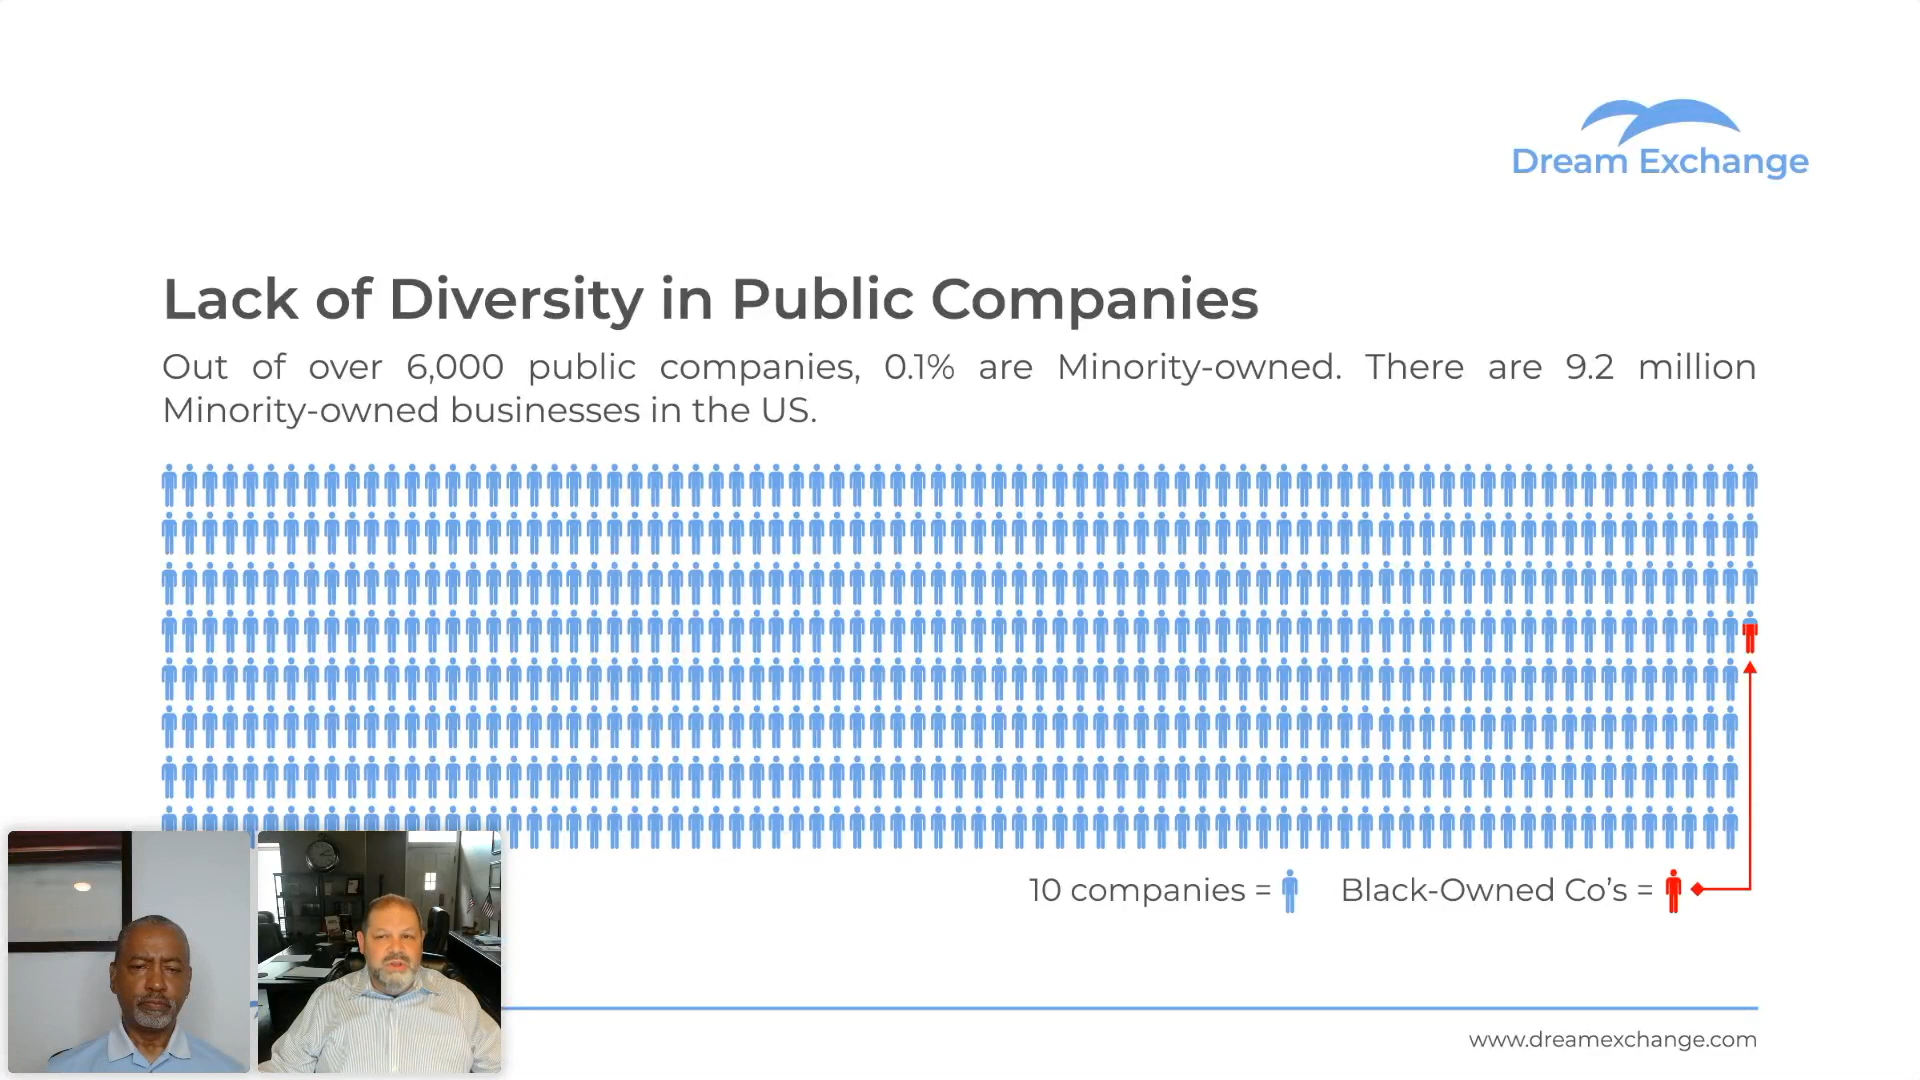 Dream Exchange
Lack of Diversity in Public Companies
Out of over 6,000 public companies, 0.1% are Minority-owned. There are 9.2 million
Minority-owned businesses in the US.
10 companies =
Black-Owned Co’s =
www.dreamexchange.com